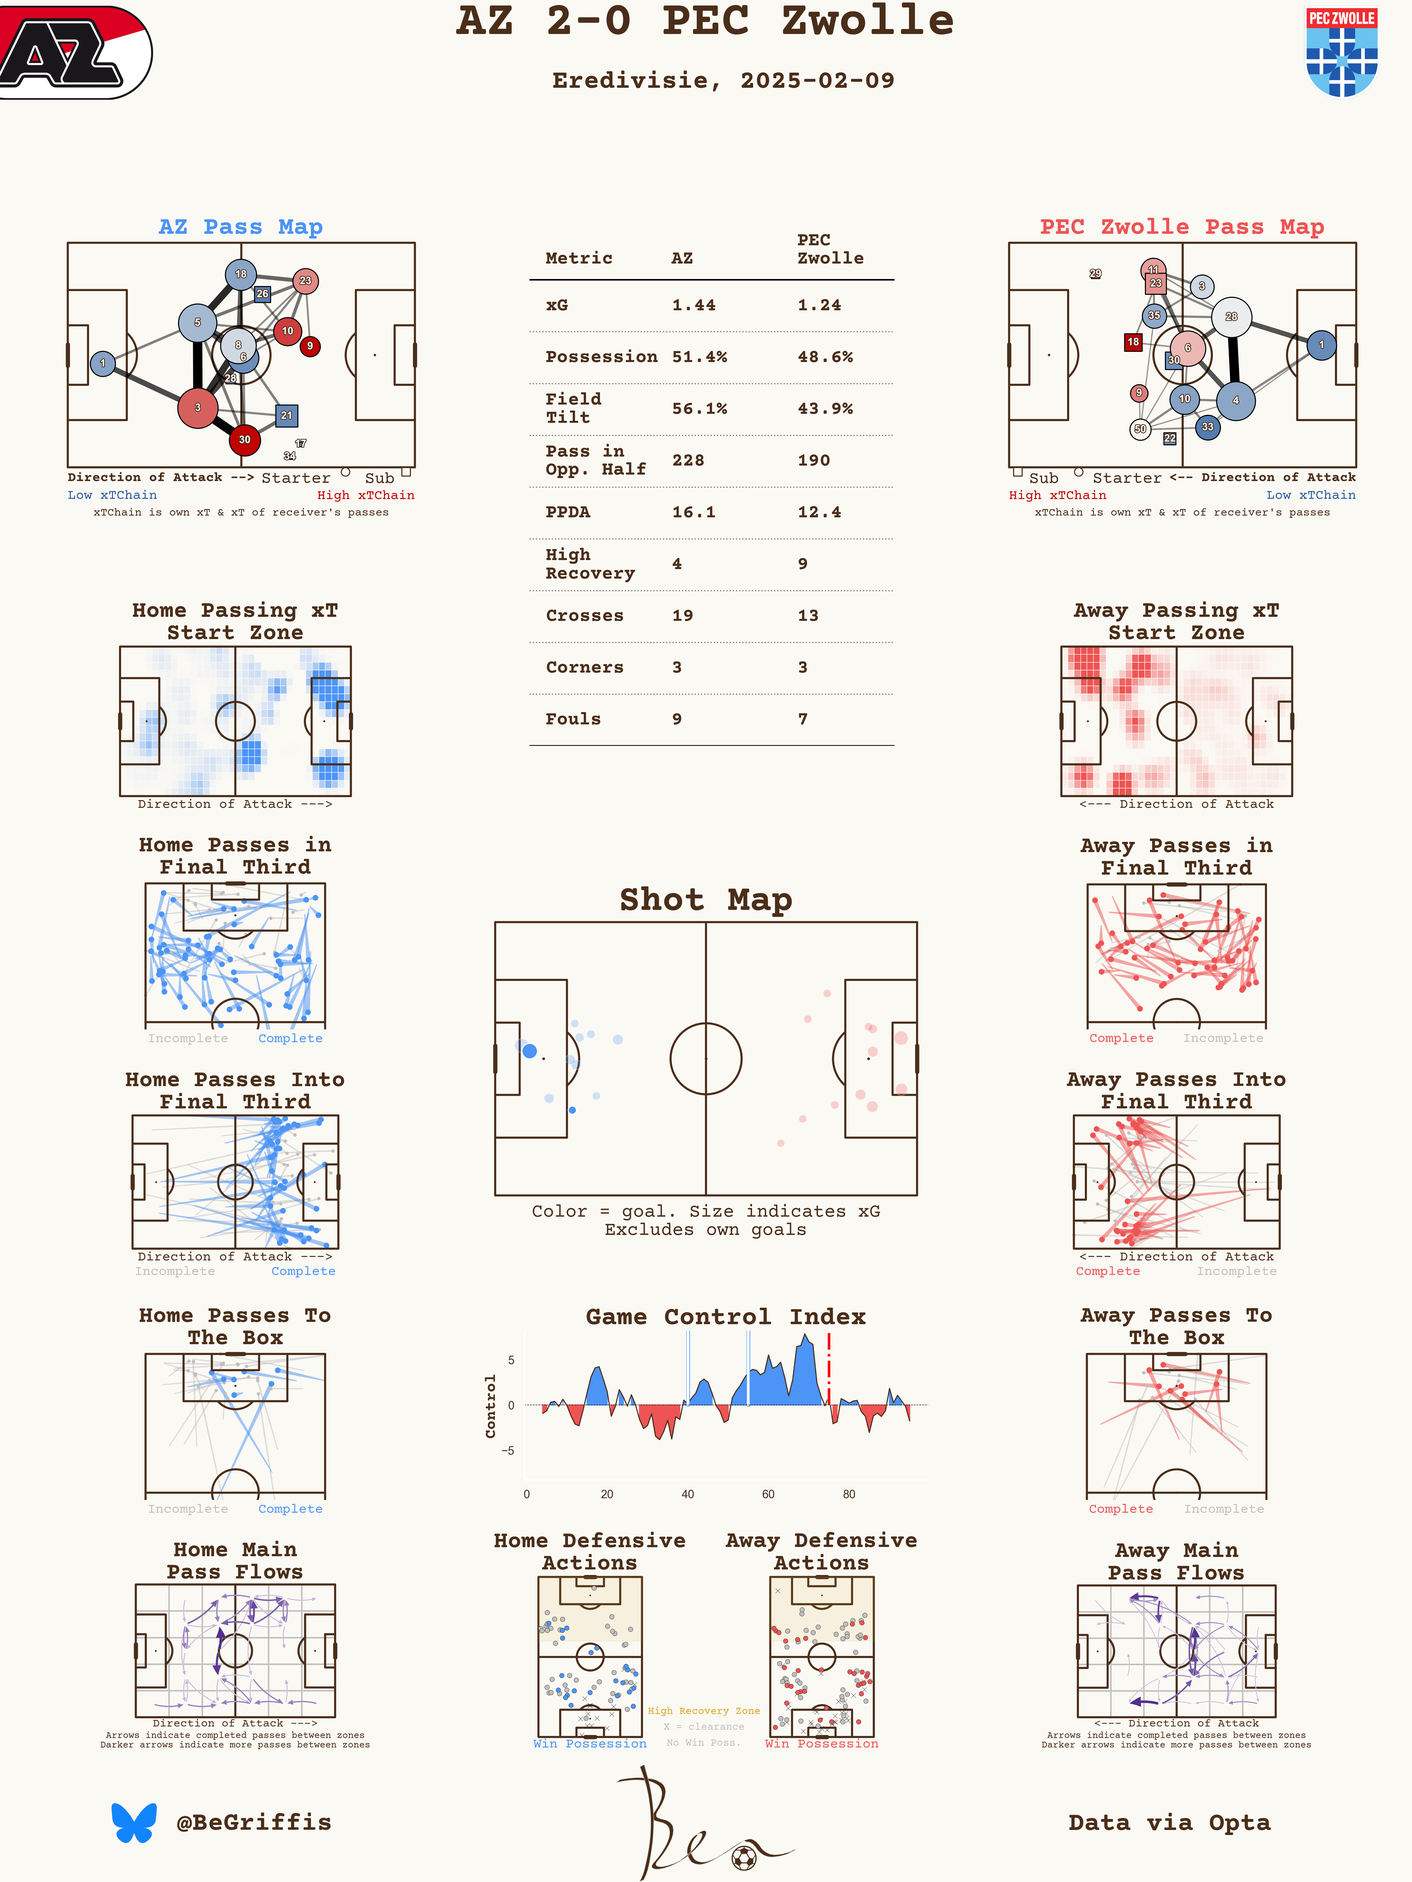 AZ 2-0 PEC Zwolle
Eredivisie, 2025-02-09
AZ
PEC ZWOLLE
AZ Pass Map
18
23
26
5
10
8
9
6
1
28
3
21
30
17
34
Direction of Attack --> Starter Sub
Low xTChain High xTChain
xTChain is own xT & xT of receiver's passes
Metric AZ PEC Zwolle
xG 1.44 1.24
Possession 51.4% 48.6%
Field Tilt 56.1% 43.9%
Pass in Opp. Half 228 190
PPDA 16.1 12.4
High Recovery 4 9
Crosses 19 13
Corners 3 3
Fouls 9 7
PEC Zwolle Pass Map
29
11
23
3
35
28
18
6
1
30
9
10
4
50
33
22
Sub Starter <-- Direction of Attack
High xTChain Low xTChain
xTChain is own xT & xT of receiver's passes
Home Passing xT
Start Zone
Direction of Attack --->
Away Passing xT
Start Zone
<--- Direction of Attack
Home Passes in
Final Third
Incomplete Complete
Away Passes in
Final Third
Complete Incomplete
Shot Map
Color = goal. Size indicates xG
Excludes own goals
Home Passes Into
Final Third
Direction of Attack --->
Incomplete Complete
Away Passes Into
Final Third
<--- Direction of Attack
Complete Incomplete
Home Passes To
The Box
Incomplete Complete
Game Control Index
Control
5
0
−5
0 20 40 60 80
Away Passes To
The Box
Complete Incomplete
Home Main
Pass Flows
Direction of Attack --->
Arrows indicate completed passes between zones
Darker arrows indicate more passes between zones
Home Defensive
Actions
Win Possession
High Recovery Zone
X = clearance
No Win Poss.
Away Defensive
Actions
Win Possession
Away Main
Pass Flows
<--- Direction of Attack
Arrows indicate completed passes between zones
Darker arrows indicate more passes between zones
@BeGriffis
Ben
Data via Opta